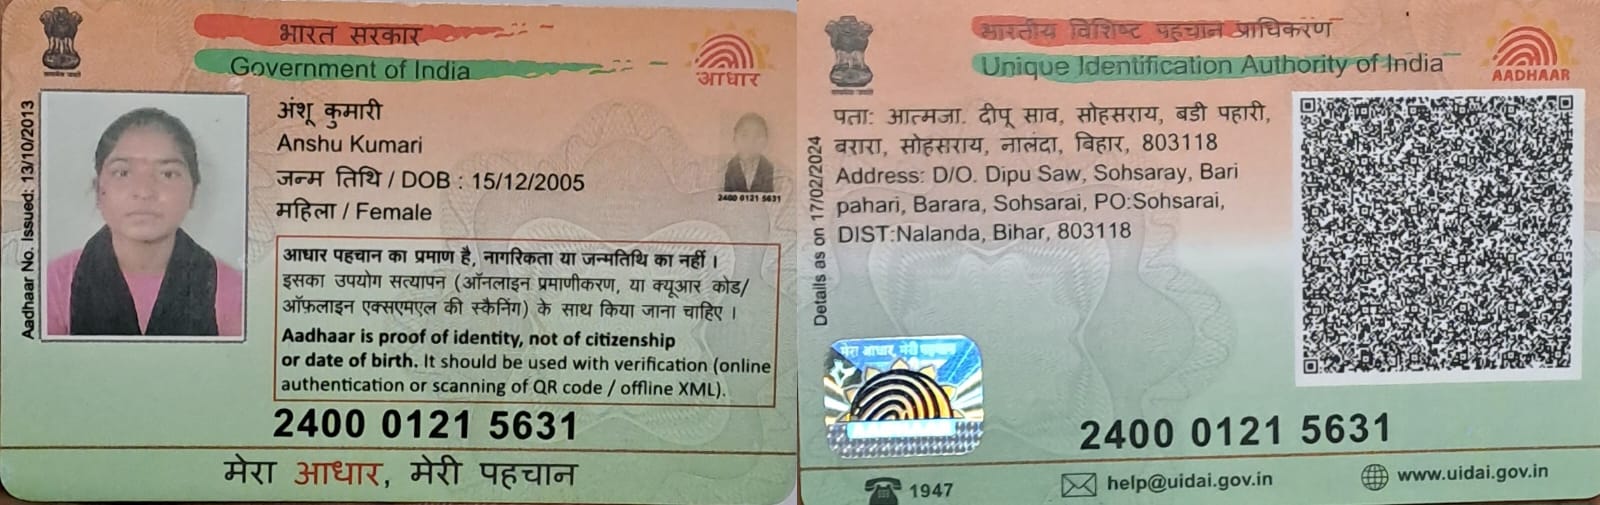 भारत सरकार
Government of India
आधार
Aadhaar No. Issued: 13/10/2013
अंशू कुमारी
Anshu Kumari
जन्म तिथि / DOB : 15/12/2005
महिला / Female
2400 0121 5631
आधार पहचान का प्रमाण है, नागरिकता या जन्मतिथि का नहीं ।
इसका उपयोग सत्यापन (ऑनलाइन प्रमाणीकरण, या क्यूआर कोड/
ऑफ़लाइन एक्सएमएल की स्कैनिंग) के साथ किया जाना चाहिए ।
Aadhaar is proof of identity, not of citizenship
or date of birth. It should be used with verification (online
authentication or scanning of QR code / offline XML).
2400 0121 5631
मेरा आधार, मेरी पहचान
भारतीय विशिष्ट पहचान प्राधिकरण
Unique Identification Authority of India
AADHAAR
Details as on 17/02/2024
पता: आत्मजा. दीपू साव, सोहसराय, बडी पहारी,
बरारा, सोहसराय, नालंदा, बिहार, 803118
Address: D/O. Dipu Saw, Sohsaray, Bari
pahari, Barara, Sohsarai, PO:Sohsarai,
DIST:Nalanda, Bihar, 803118
मेरा आधार, मेरी पहचान
2400 0121 5631
1947
help@uidai.gov.in
www.uidai.gov.in